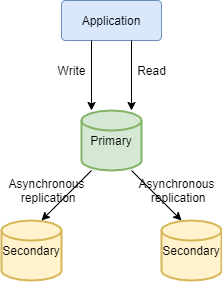 Application
Write
Read
Primary
Asynchronous
replication
Asynchronous
replication
Secondary
Secondary